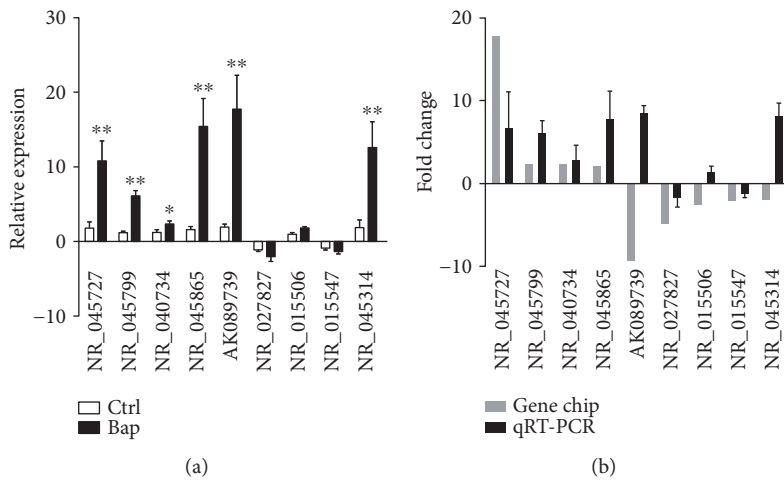 30
20
10
0
−10
Relative expression
**
**
*
**
**
**
NR_045727
NR_045799
NR_040734
NR_045865
AK089739
NR_027827
NR_015506
NR_015547
NR_045314
Ctrl
Bap
(a)
20
10
0
−10
Fold change
NR_045727
NR_045799
NR_040734
NR_045865
AK089739
NR_027827
NR_015506
NR_015547
NR_045314
Gene chip
qRT-PCR
(b)